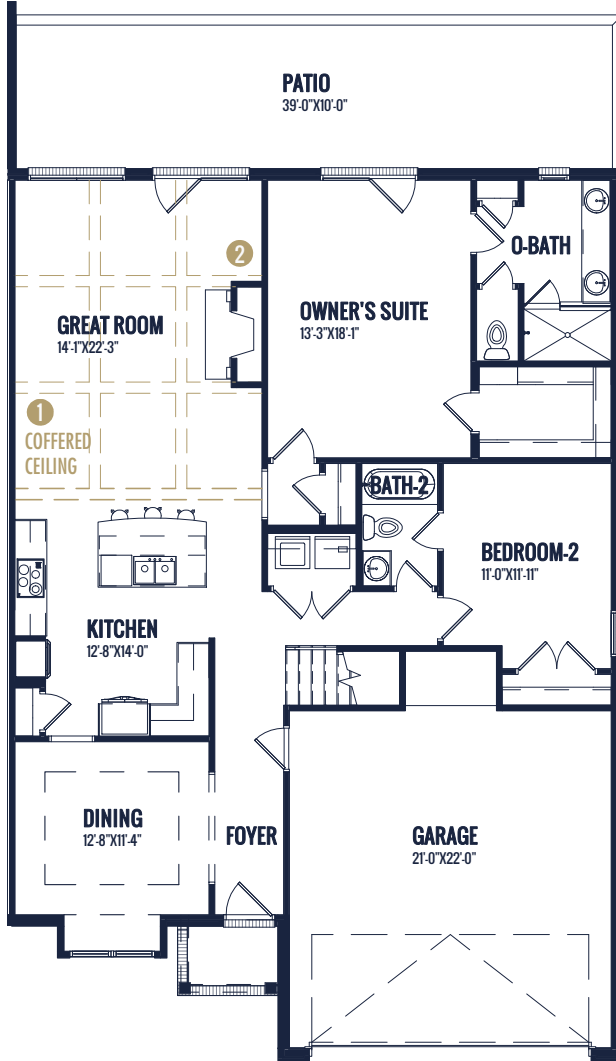 PATIO
39'-0"X10'-0"
2
O-BATH
GREAT ROOM
14'-1"X22'-3"
OWNER'S SUITE
13'-3"X18'-1"
1
COFFERED
CEILING
BATH-2
BEDROOM-2
11'-0"X11'-11"
KITCHEN
12'-8"X14'-0"
DINING
12'-8"X11'-4"
FOYER
GARAGE
21'-0"X22'-0"